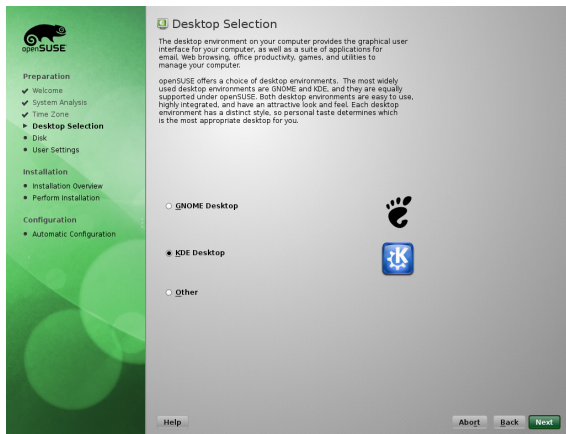 openSUSE
Preparation
Welcome
System Analysis
Time Zone
Desktop Selection
Disk
User Settings
Installation
Installation Overview
Perform Installation
Configuration
Automatic Configuration
Desktop Selection
The desktop environment on your computer provides the graphical user
interface for your computer, as well as a suite of applications for
email, Web browsing, office productivity, games, and utilities to
manage your computer.
openSUSE offers a choice of desktop environments. The most widely
used desktop environments are GNOME and KDE, and they are equally
supported under openSUSE. Both desktop environments are easy to use,
highly integrated, and have an attractive look and feel. Each desktop
environment has a distinct style, so personal taste determines which
is the most appropriate desktop for you.
GNOME Desktop
KDE Desktop
K
Other
Help
Abort
Back
Next